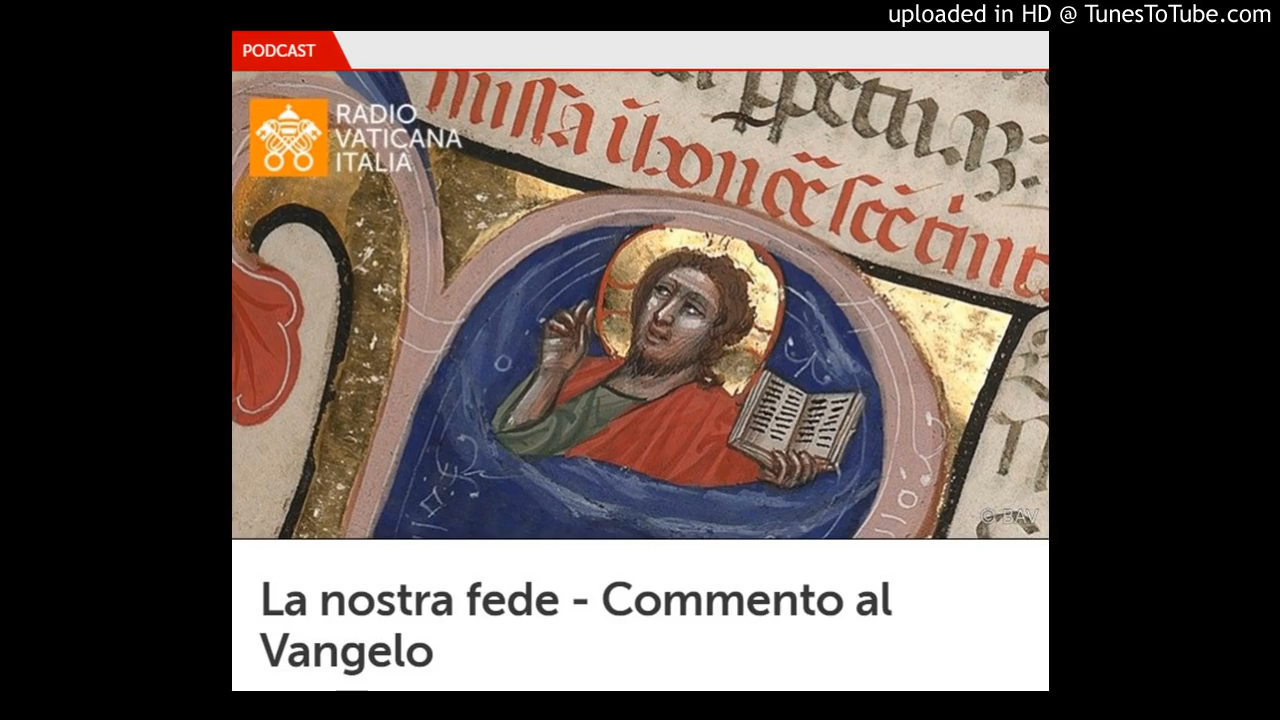 uploaded in HD @ TunesToTube.com
PODCAST
RADIO
VATICANA
ITALIA
© BAV
La nostra fede - Commento al
Vangelo